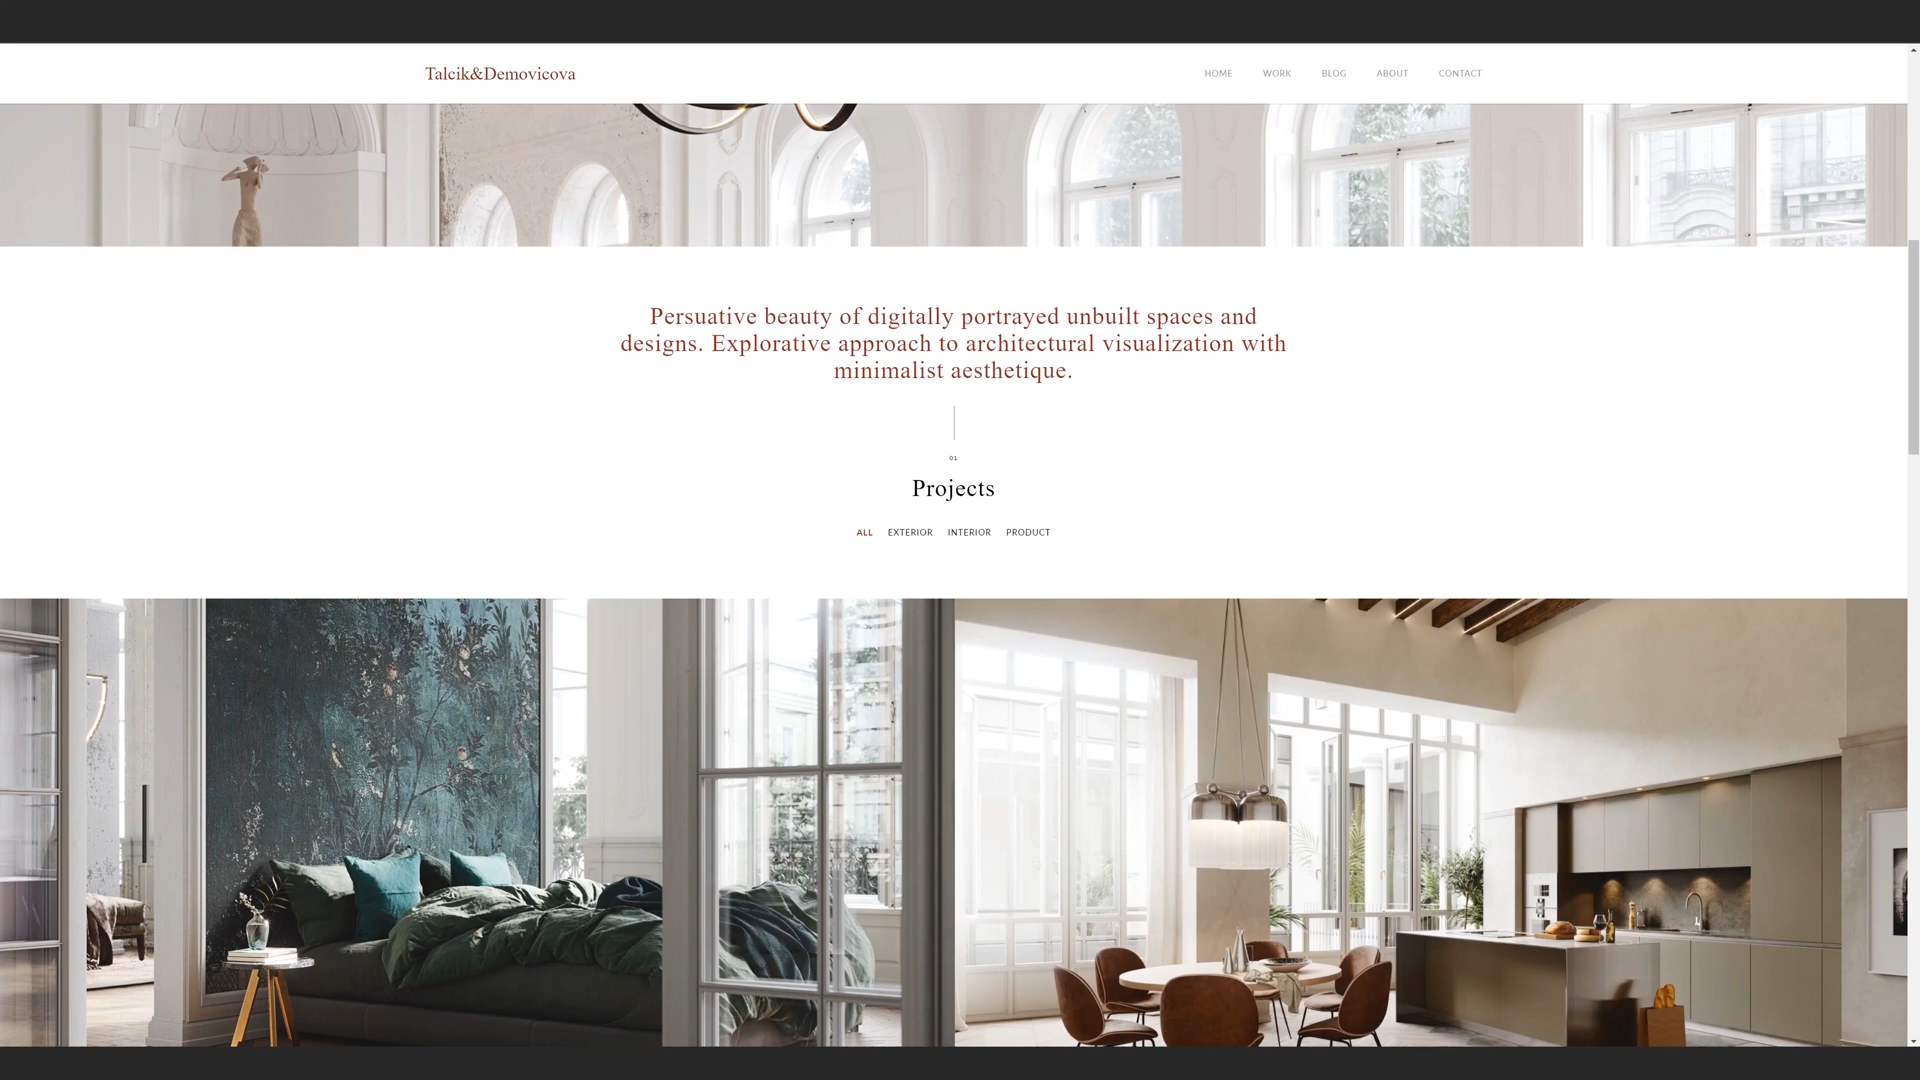 Talcik&Demovicova
HOME WORK BLOG ABOUT CONTACT
Persuative beauty of digitally portrayed unbuilt spaces and
designs. Explorative approach to architectural visualization with
minimalist aesthetique.
01
Projects
ALL EXTERIOR INTERIOR PRODUCT